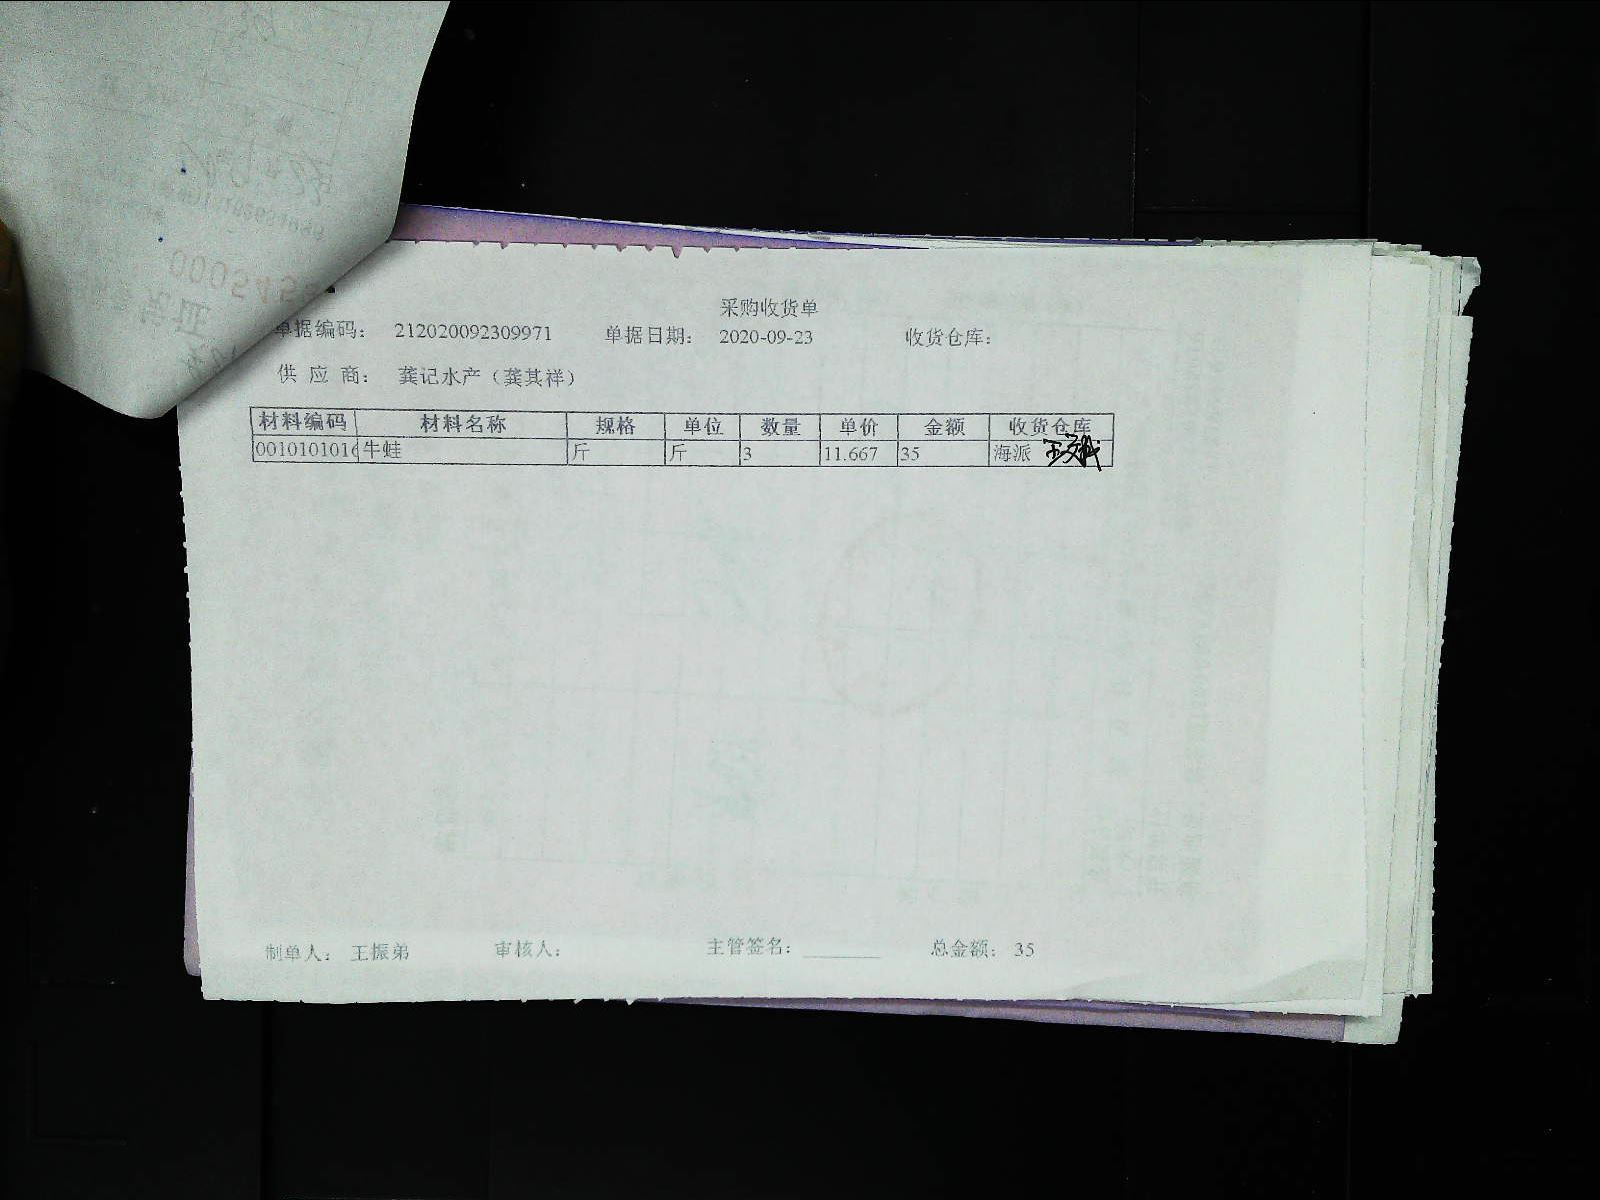 采购收货单
单据编码： 212020092309971 单据日期： 2020-09-23 收货仓库：
供 应 商： 龚记水产（龚其祥）
材料编码 材料名称 规格 单位 数量 单价 金额 收货仓库
0010101016 牛蛙 斤 斤 3 11.667 35 海派
制单人： 王振弟 审核人： 主管签名： 总金额： 35